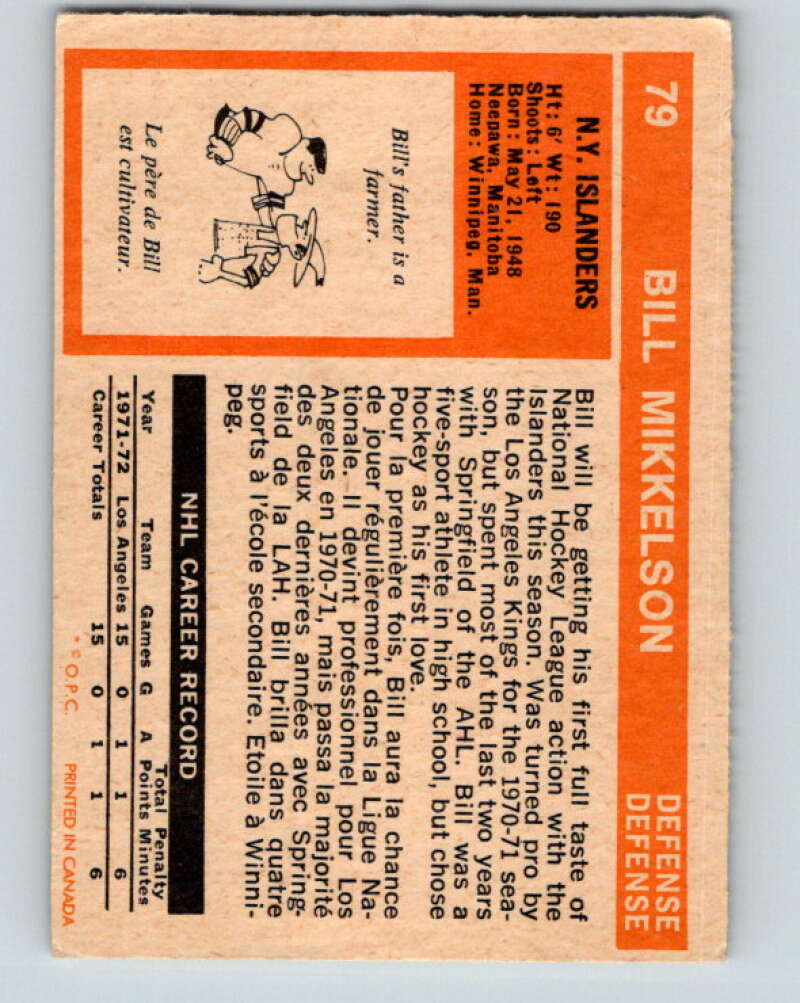 79 BILL MIKKELSON DEFENSE
DEFENSE
N.Y. ISLANDERS
Ht: 6' Wt: 190
Shoots: Left
Born: May 21, 1948
Neepawa, Manitoba
Home: Winnipeg, Man.
Bill's father is a
farmer.
Le père de Bill
est cultivateur.
Bill will be getting his first full taste of
National Hockey League action with the
Islanders this season. Was turned pro by
the Los Angeles Kings for the 1970-71 sea-
son, but spent most of the last two years
with Springfield of the AHL. Bill was a
five-sport athlete in high school, but chose
hockey as his first love.
Pour la première fois, Bill aura la chance
de jouer régulièrement dans la Ligue Na-
tionale. Il devint professionnel pour Los
Angeles en 1970-71, mais passa la majorité
des deux dernières années avec Spring-
field de la LAH. Bill brilla dans quatre
sports à l'école secondaire. Etoile à Winni-
peg.
NHL CAREER RECORD
Total Penalty
Year Team Games G A Points Minutes
1971-72 Los Angeles 15 0 1 1 6
Career Totals 15 0 1 1 6
* © O.P.C. PRINTED IN CANADA